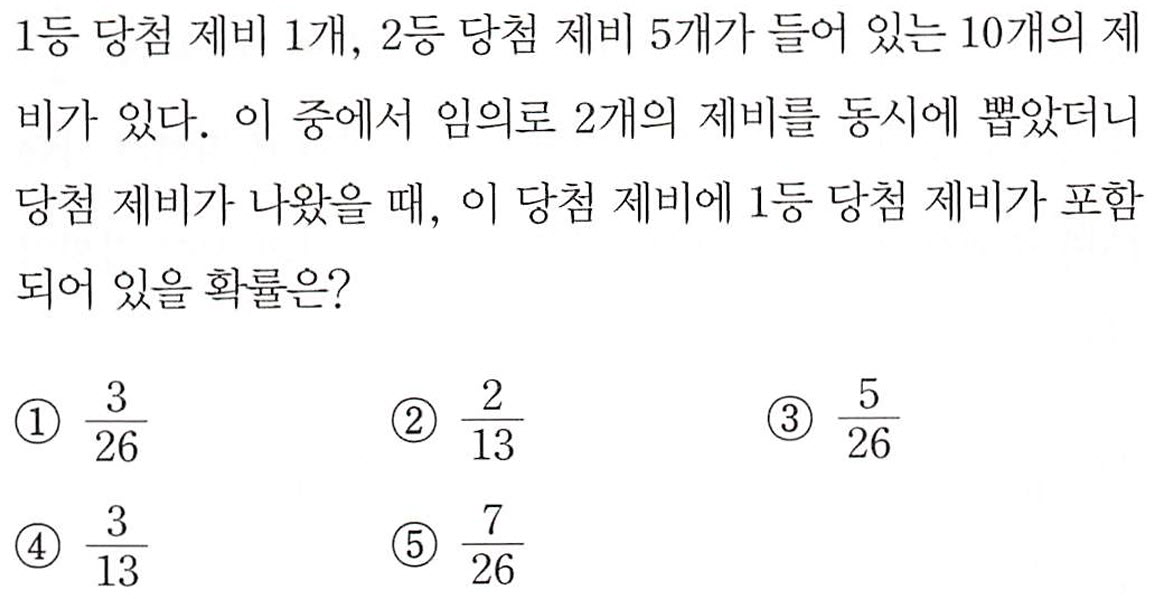 1등 당첨 제비 1개, 2등 당첨 제비 5개가 들어 있는 10개의 제
비가 있다. 이 중에서 임의로 2개의 제비를 동시에 뽑았더니
당첨 제비가 나왔을 때, 이 당첨 제비에 1등 당첨 제비가 포함
되어 있을 확률은?
① 3/26 ② 2/13 ③ 5/26
④ 3/13 ⑤ 7/26